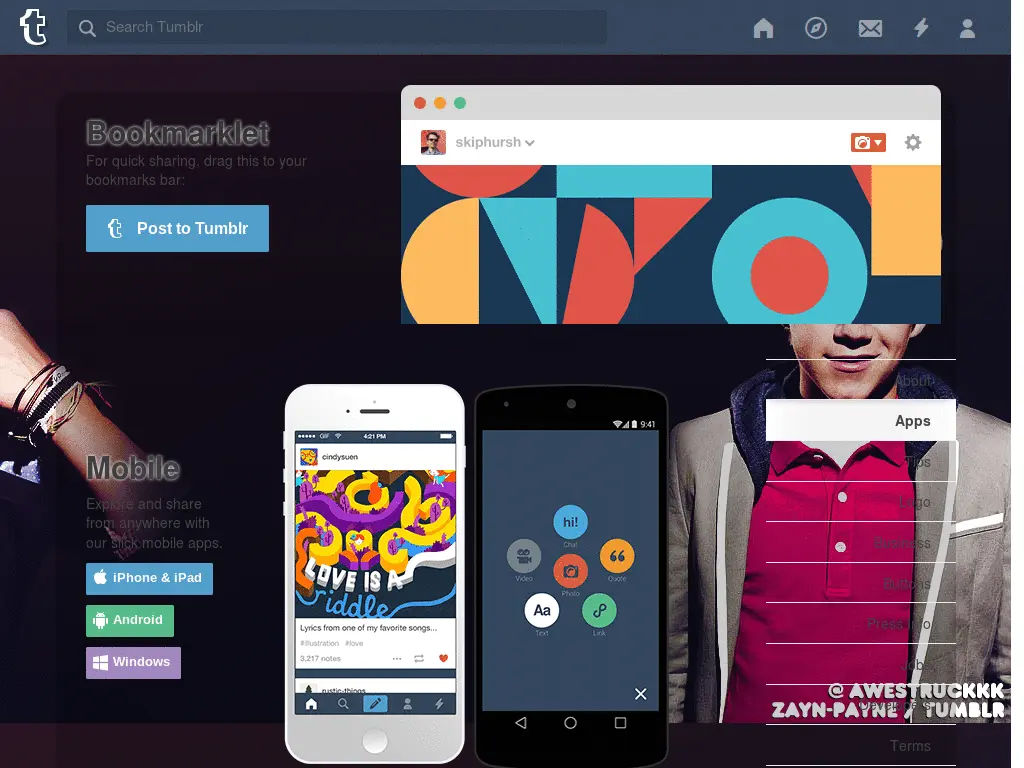 t
Search Tumblr
Bookmarklet
For quick sharing, drag this to your
bookmarks bar:
Post to Tumblr
skiphursh
About
Apps
Tips
Logo
Business
Buttons
Press Info
Jobs
Developers
Terms
Mobile
Explore and share
from anywhere with
our slick mobile apps.
iPhone & iPad
Android
Windows
GIF
4:21 PM
cindysuen
LOVE IS A
riddle
Lyrics from one of my favorite songs...
#illustration #love
3,217 notes
rustic-things
9:41
hi!
Chat
Video
Quote
Photo
Aa
Text
Link
@ AWESTRUCKKK
ZAYN-PAYNE / TUMBLR